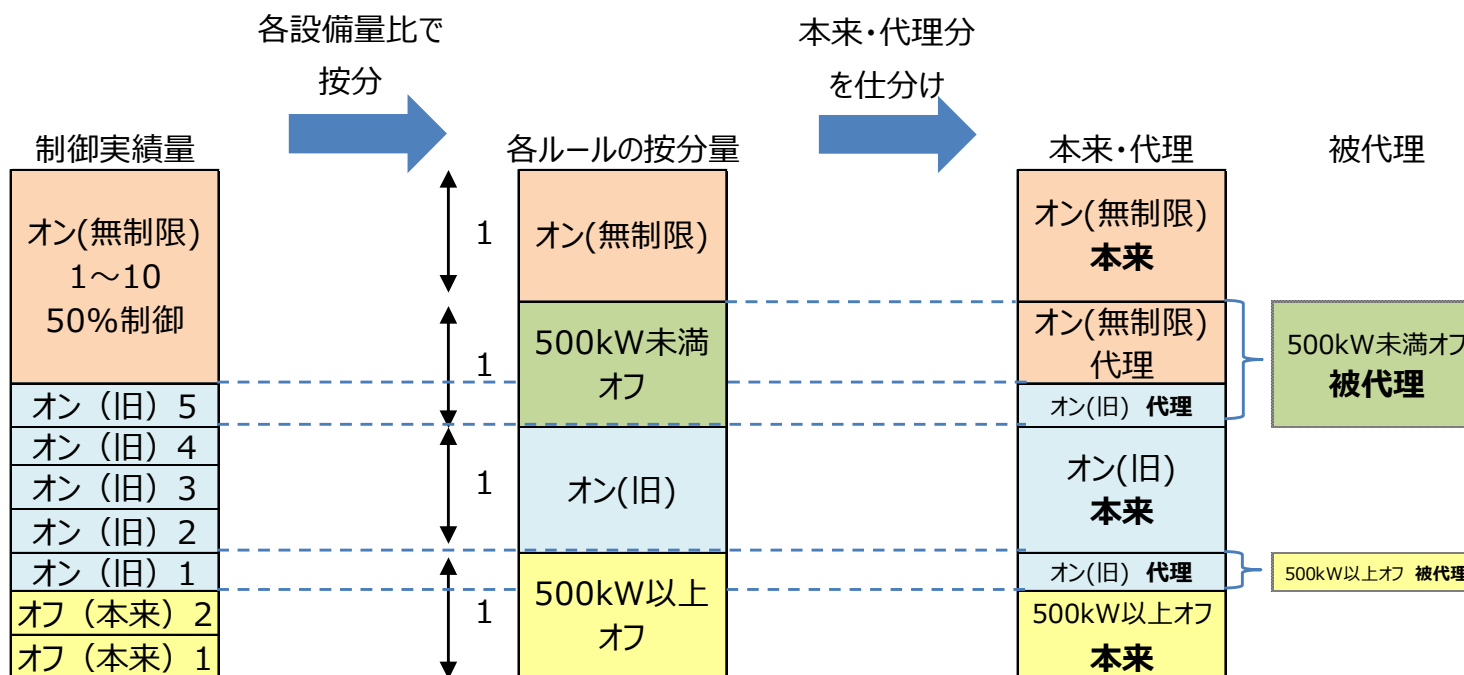 各設備量比で
按分
本来・代理分
を仕分け
制御実績量
各ルールの按分量
本来・代理
被代理
オン(無制限)
1～10
50%制御
オン（旧）5
オン（旧）4
オン（旧）3
オン（旧）2
オン（旧）1
オフ（本来）2
オフ（本来）1
1
1
1
1
オン(無制限)
500kW未満
オフ
オン(旧)
500kW以上
オフ
オン(無制限)
本来
オン(無制限)
代理
オン(旧) 代理
オン(旧)
本来
オン(旧) 代理
500kW以上オフ
本来
500kW未満オフ
被代理
500kW以上オフ 被代理